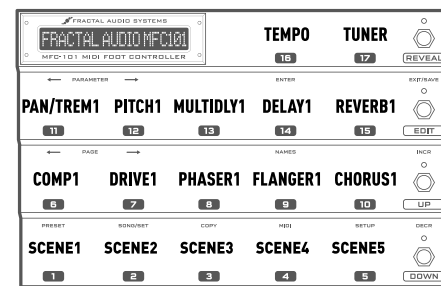 FRACTAL AUDIO SYSTEMS
FRACTAL AUDIO MFC101
MFC-101 MIDI FOOT CONTROLLER
TEMPO TUNER
16 17 REVEAL
← PARAMETER → ENTER EXIT/SAVE
PAN/TREM1 PITCH1 MULTIDLY1 DELAY1 REVERB1
11 12 13 14 15 EDIT
← PAGE → NAMES INCR
COMP1 DRIVE1 PHASER1 FLANGER1 CHORUS1
6 7 8 9 10 UP
PRESET SONG/SET COPY MIDI SETUP DECR
SCENE1 SCENE2 SCENE3 SCENE4 SCENE5
1 2 3 4 5 DOWN